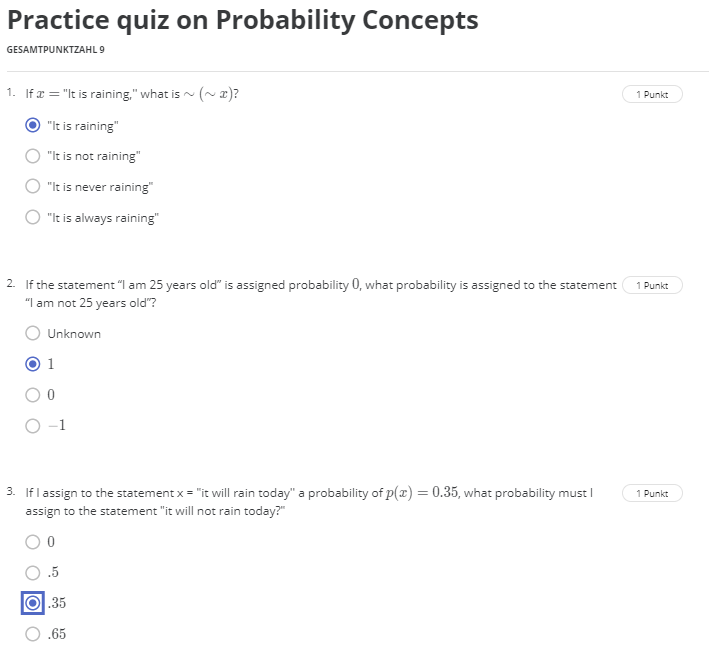 Practice quiz on Probability Concepts
GESAMTPUNKTZAHL 9
1. If x = "It is raining," what is ∼ (∼ x)?
1 Punkt
"It is raining"
"It is not raining"
"It is never raining"
"It is always raining"
2. If the statement “I am 25 years old” is assigned probability 0, what probability is assigned to the statement
1 Punkt
“I am not 25 years old”?
Unknown
1
0
−1
3. If I assign to the statement x = "it will rain today" a probability of p(x) = 0.35, what probability must I
1 Punkt
assign to the statement "it will not rain today?"
0
.5
.35
.65